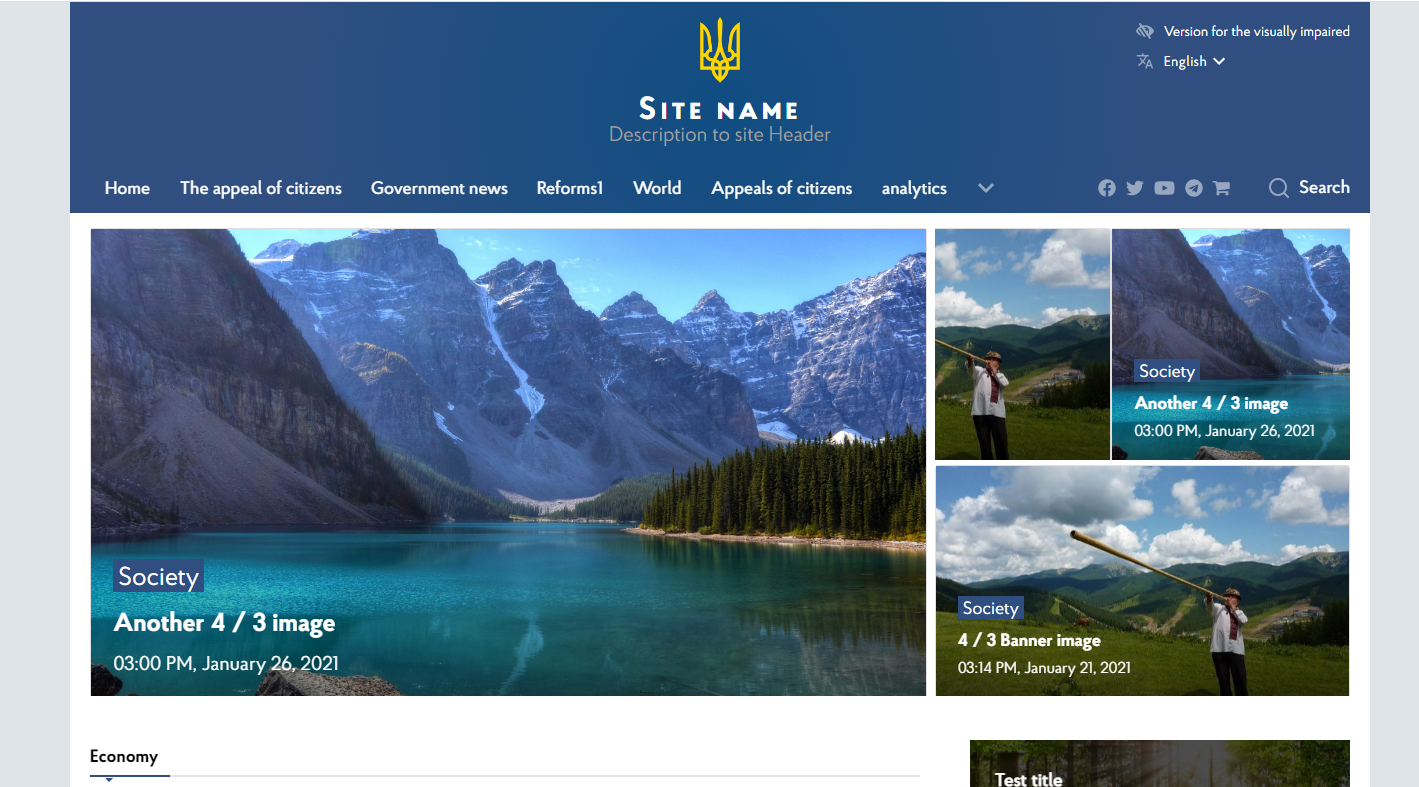 Version for the visually impaired
English
SITE NAME
Description to site Header
Home The appeal of citizens Government news Reforms1 World Appeals of citizens analytics
Search
Society
Another 4 / 3 image
03:00 PM, January 26, 2021
Society
Another 4 / 3 image
03:00 PM, January 26, 2021
Society
4 / 3 Banner image
03:14 PM, January 21, 2021
Economy
Test title